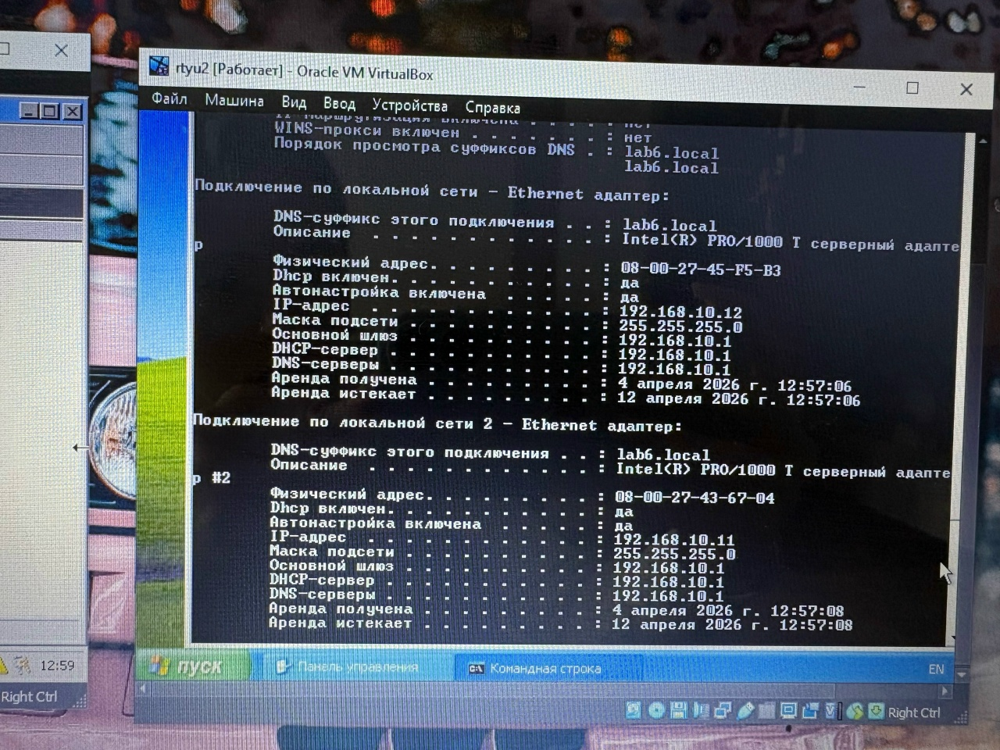 rtyu2 [Работает] - Oracle VM VirtualBox
Файл Машина Вид Ввод Устройства Справка
IP-маршрутизация включена . . . . : нет
WINS-прокси включен . . . . . . . : нет
Порядок просмотра суффиксов DNS . : lab6.local
lab6.local
Подключение по локальной сети - Ethernet адаптер:
DNS-суффикс этого подключения . . : lab6.local
Описание . . . . . . . . . . . . : Intel(R) PRO/1000 T серверный адапте
р
Физический адрес. . . . . . . . . : 08-00-27-45-F5-B3
Dhcp включен. . . . . . . . . . . : да
Автонастройка включена . . . . . : да
IP-адрес . . . . . . . . . . . . : 192.168.10.12
Маска подсети . . . . . . . . . . : 255.255.255.0
Основной шлюз . . . . . . . . . . : 192.168.10.1
DHCP-сервер . . . . . . . . . . . : 192.168.10.1
DNS-серверы . . . . . . . . . . . : 192.168.10.1
Аренда получена . . . . . . . . . : 4 апреля 2026 г. 12:57:06
Аренда истекает . . . . . . . . . : 12 апреля 2026 г. 12:57:06
Подключение по локальной сети 2 - Ethernet адаптер:
DNS-суффикс этого подключения . . : lab6.local
Описание . . . . . . . . . . . . : Intel(R) PRO/1000 T серверный адапте
р #2
Физический адрес. . . . . . . . . : 08-00-27-43-67-04
Dhcp включен. . . . . . . . . . . : да
Автонастройка включена . . . . . : да
IP-адрес . . . . . . . . . . . . : 192.168.10.11
Маска подсети . . . . . . . . . . : 255.255.255.0
Основной шлюз . . . . . . . . . . : 192.168.10.1
DHCP-сервер . . . . . . . . . . . : 192.168.10.1
DNS-серверы . . . . . . . . . . . : 192.168.10.1
Аренда получена . . . . . . . . . : 4 апреля 2026 г. 12:57:08
Аренда истекает . . . . . . . . . : 12 апреля 2026 г. 12:57:08
12:59
пуск Панель управления Командная строка EN
Right Ctrl
Right Ctrl